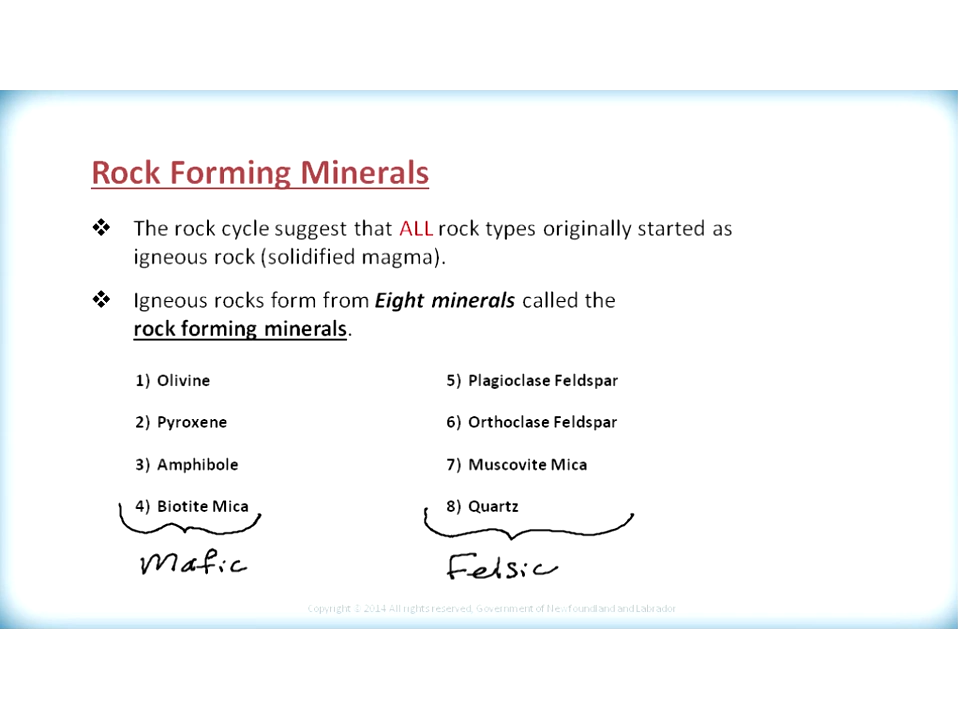 Rock Forming Minerals
❖ The rock cycle suggest that ALL rock types originally started as
igneous rock (solidified magma).
❖ Igneous rocks form from Eight minerals called the
rock forming minerals.
1) Olivine
2) Pyroxene
3) Amphibole
4) Biotite Mica
Mafic
5) Plagioclase Feldspar
6) Orthoclase Feldspar
7) Muscovite Mica
8) Quartz
Felsic
Copyright © 2014 All rights reserved, Government of Newfoundland and Labrador